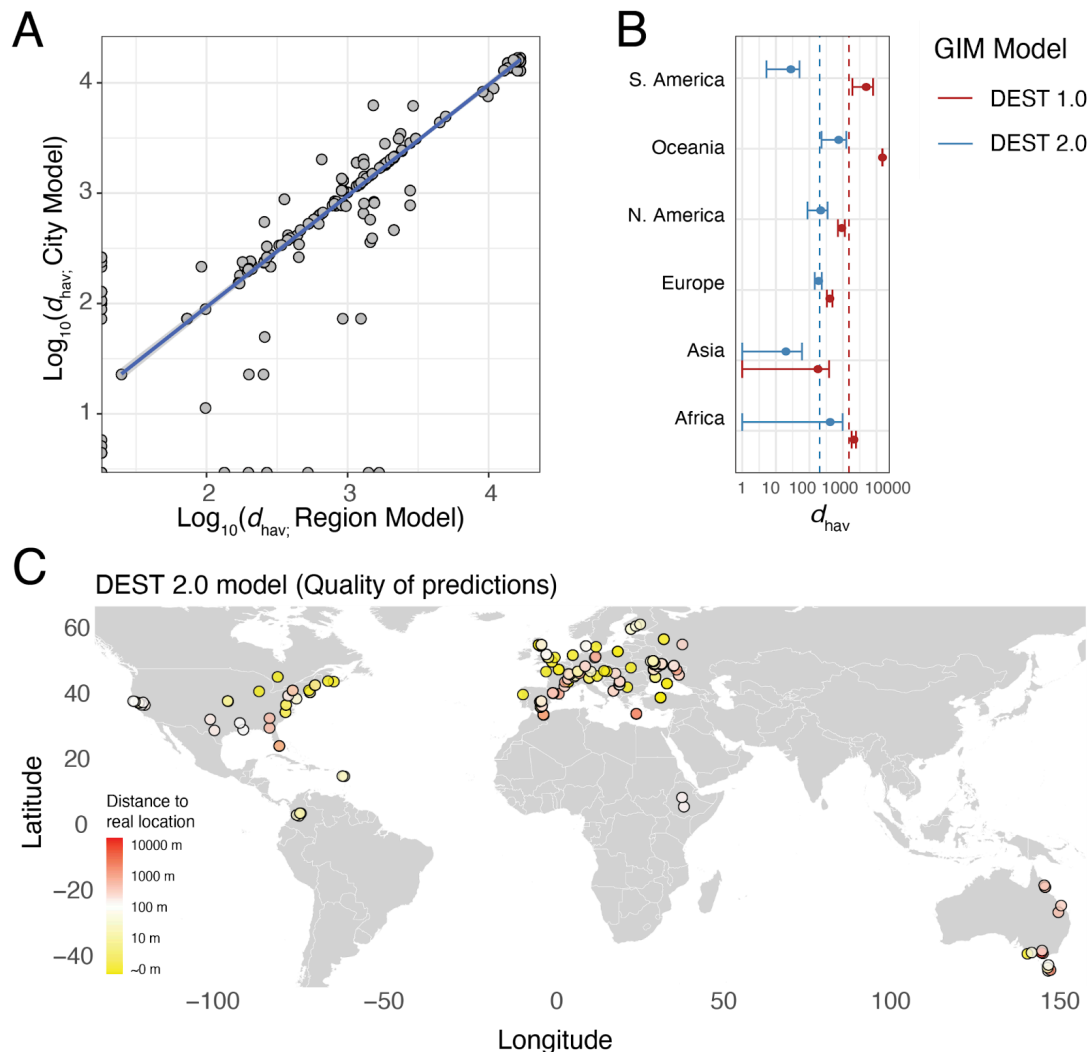 A
Log10(dhav; City Model)
4
3
2
1
2 3 4
Log10(dhav; Region Model)
B
S. America
Oceania
N. America
Europe
Asia
Africa
1 10 100 1000 10000
dhav
GIM Model
DEST 1.0
DEST 2.0
C
DEST 2.0 model (Quality of predictions)
Latitude
60
40
20
0
−20
−40
Distance to
real location
10000 m
1000 m
100 m
10 m
~0 m
−100 −50 0 50 100 150
Longitude